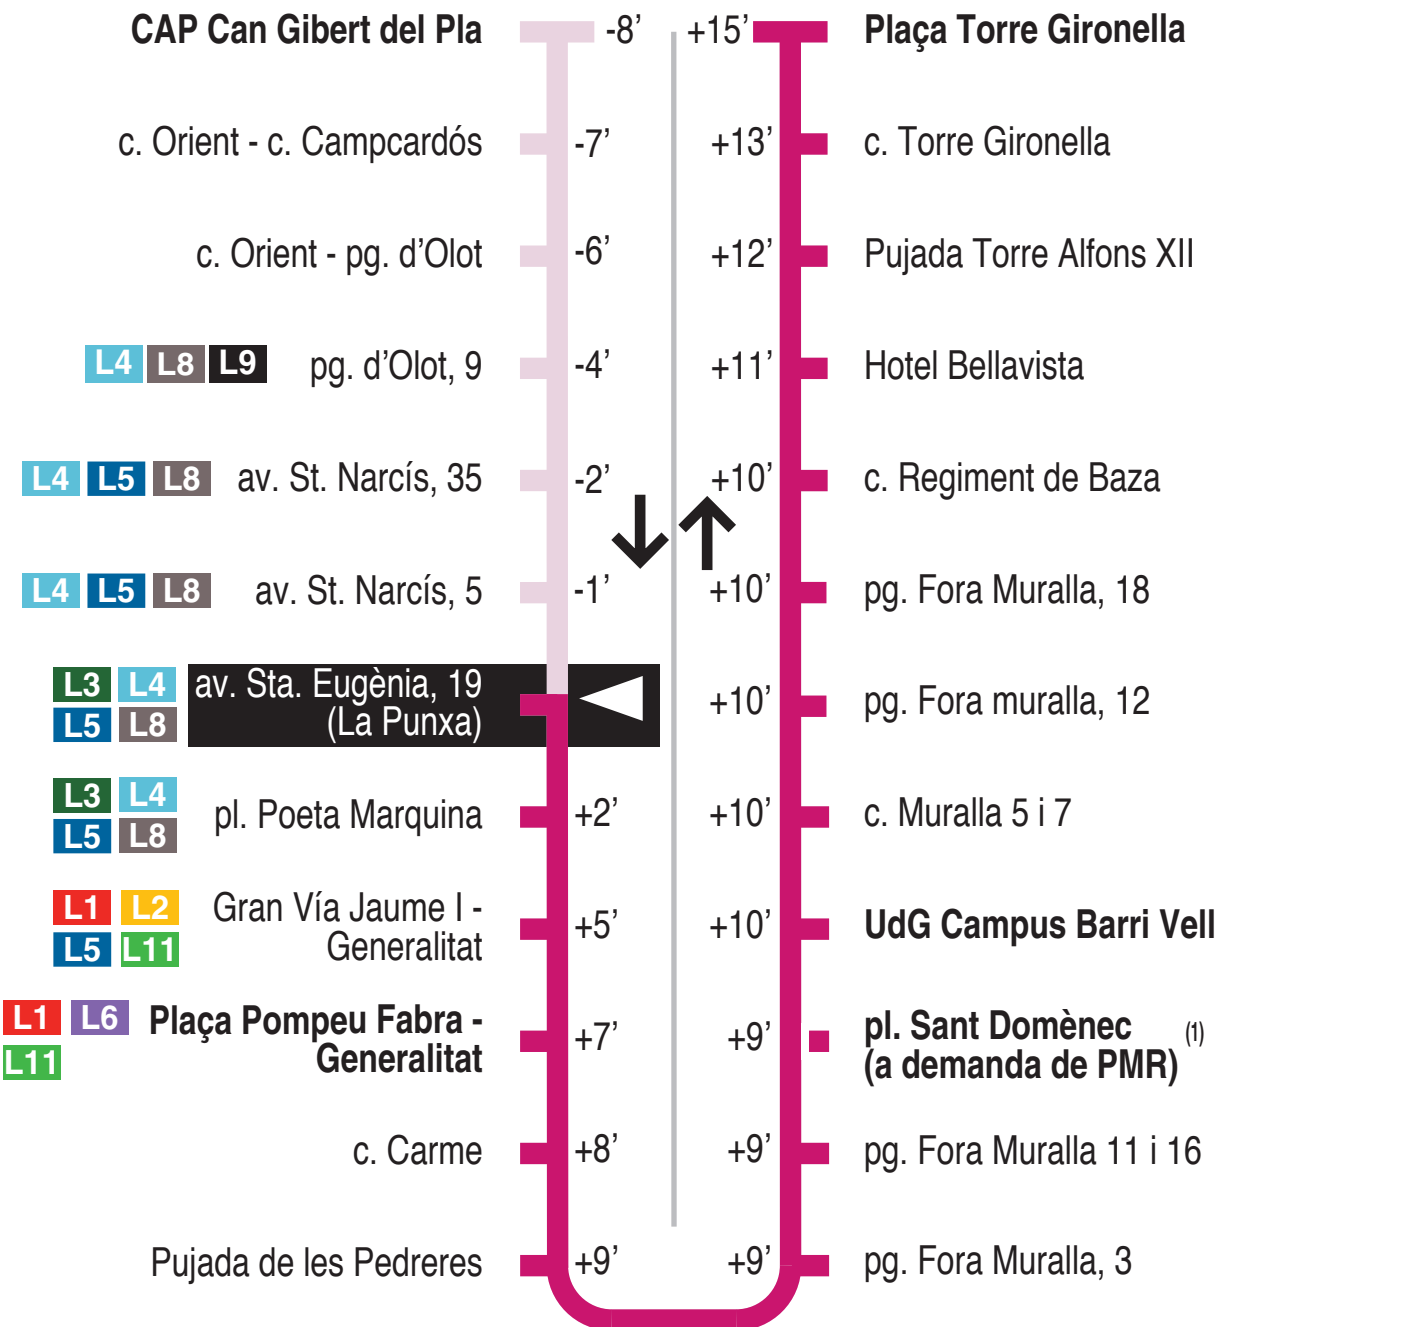 CAP Can Gibert del Pla -8’
c. Orient - c. Campcardós -7’
c. Orient - pg. d’Olot -6’
L4 L8 L9 pg. d’Olot, 9 -4’
L4 L5 L8 av. St. Narcís, 35 -2’
L4 L5 L8 av. St. Narcís, 5 -1’
L3 L4 av. Sta. Eugènia, 19
L5 L8 (La Punxa)
L3 L4
L5 L8
pl. Poeta Marquina +2’
L1 L2 Gran Vía Jaume I -
L5 L11 Generalitat +5’
L1 L6 Plaça Pompeu Fabra -
L11 Generalitat +7’
c. Carme +8’
Pujada de les Pedreres +9’
+15’ Plaça Torre Gironella
+13’ c. Torre Gironella
+12’ Pujada Torre Alfons XII
+11’ Hotel Bellavista
+10’ c. Regiment de Baza
+10’ pg. Fora Muralla, 18
+10’ pg. Fora muralla, 12
+10’ c. Muralla 5 i 7
+10’ UdG Campus Barri Vell
+9’ pl. Sant Domènec (1)
(a demanda de PMR)
+9’ pg. Fora Muralla 11 i 16
+9’ pg. Fora Muralla, 3